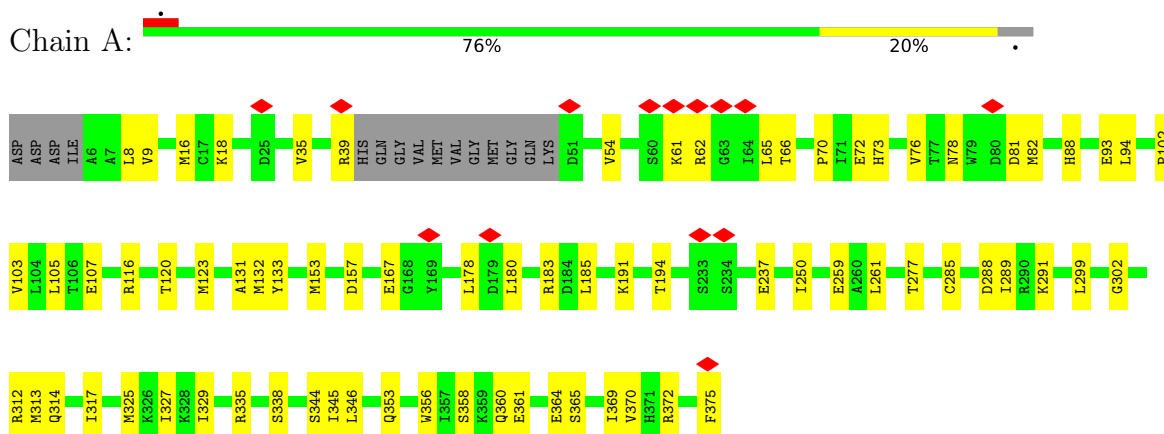 Chain A:
76% 20%
ASP ASP ASP ILE A6 A7 L8 V9 M16 C17 K18 D25 V35 R39 HIS GLN GLY VAL MET VAL GLY MET GLY GLN LYS D51 V54 S60 K61 R62 G63 I64 L65 T66 P70 I71 E72 H73 V76 T77 N78 W79 D80 D81 M82 H88 E93 L94 P102
V103 L104 L105 T106 E107 R116 T120 M123 A131 M132 Y133 M153 D157 E167 G168 Y169 L178 D179 L180 R183 D184 L185 K191 T194 S233 S234 E237 I250 E259 A260 L261 T277 C285 D288 I289 R290 K291 L299 G302
R312 M313 Q314 I317 M325 K326 I327 K328 I329 R335 S338 S344 I345 L346 Q353 W356 I357 S358 K359 Q360 E361 E364 S365 I369 V370 H371 R372 F375